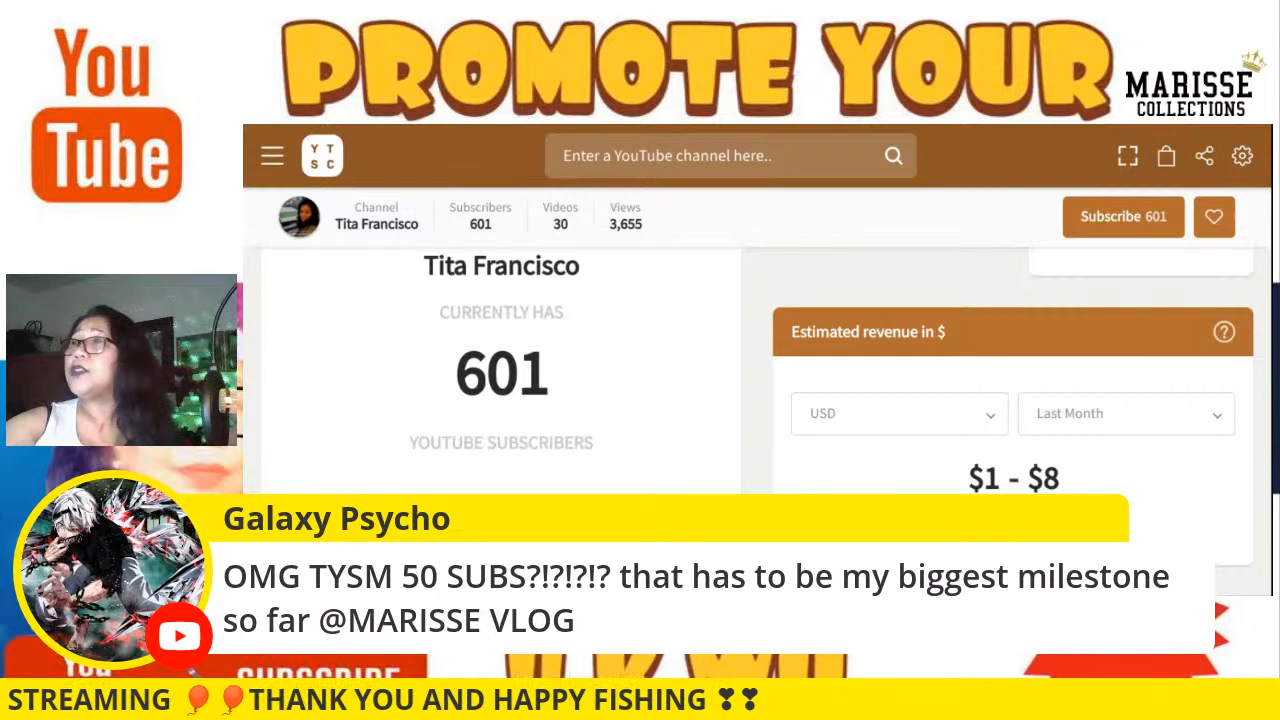 You
Tube
PROMOTE YOUR
MARISSE
COLLECTIONS
Y T
S C
Enter a YouTube channel here..
Channel
Tita Francisco
Subscribers
601
Videos
30
Views
3,655
Subscribe 601
Tita Francisco
CURRENTLY HAS
601
YOUTUBE SUBSCRIBERS
Estimated revenue in $
USD
Last Month
$1 - $8
Galaxy Psycho
OMG TYSM 50 SUBS?!?!?!? that has to be my biggest milestone
so far @MARISSE VLOG
You
SUBSCRIBE
STREAMING 🎈🎈THANK YOU AND HAPPY FISHING ❣❣